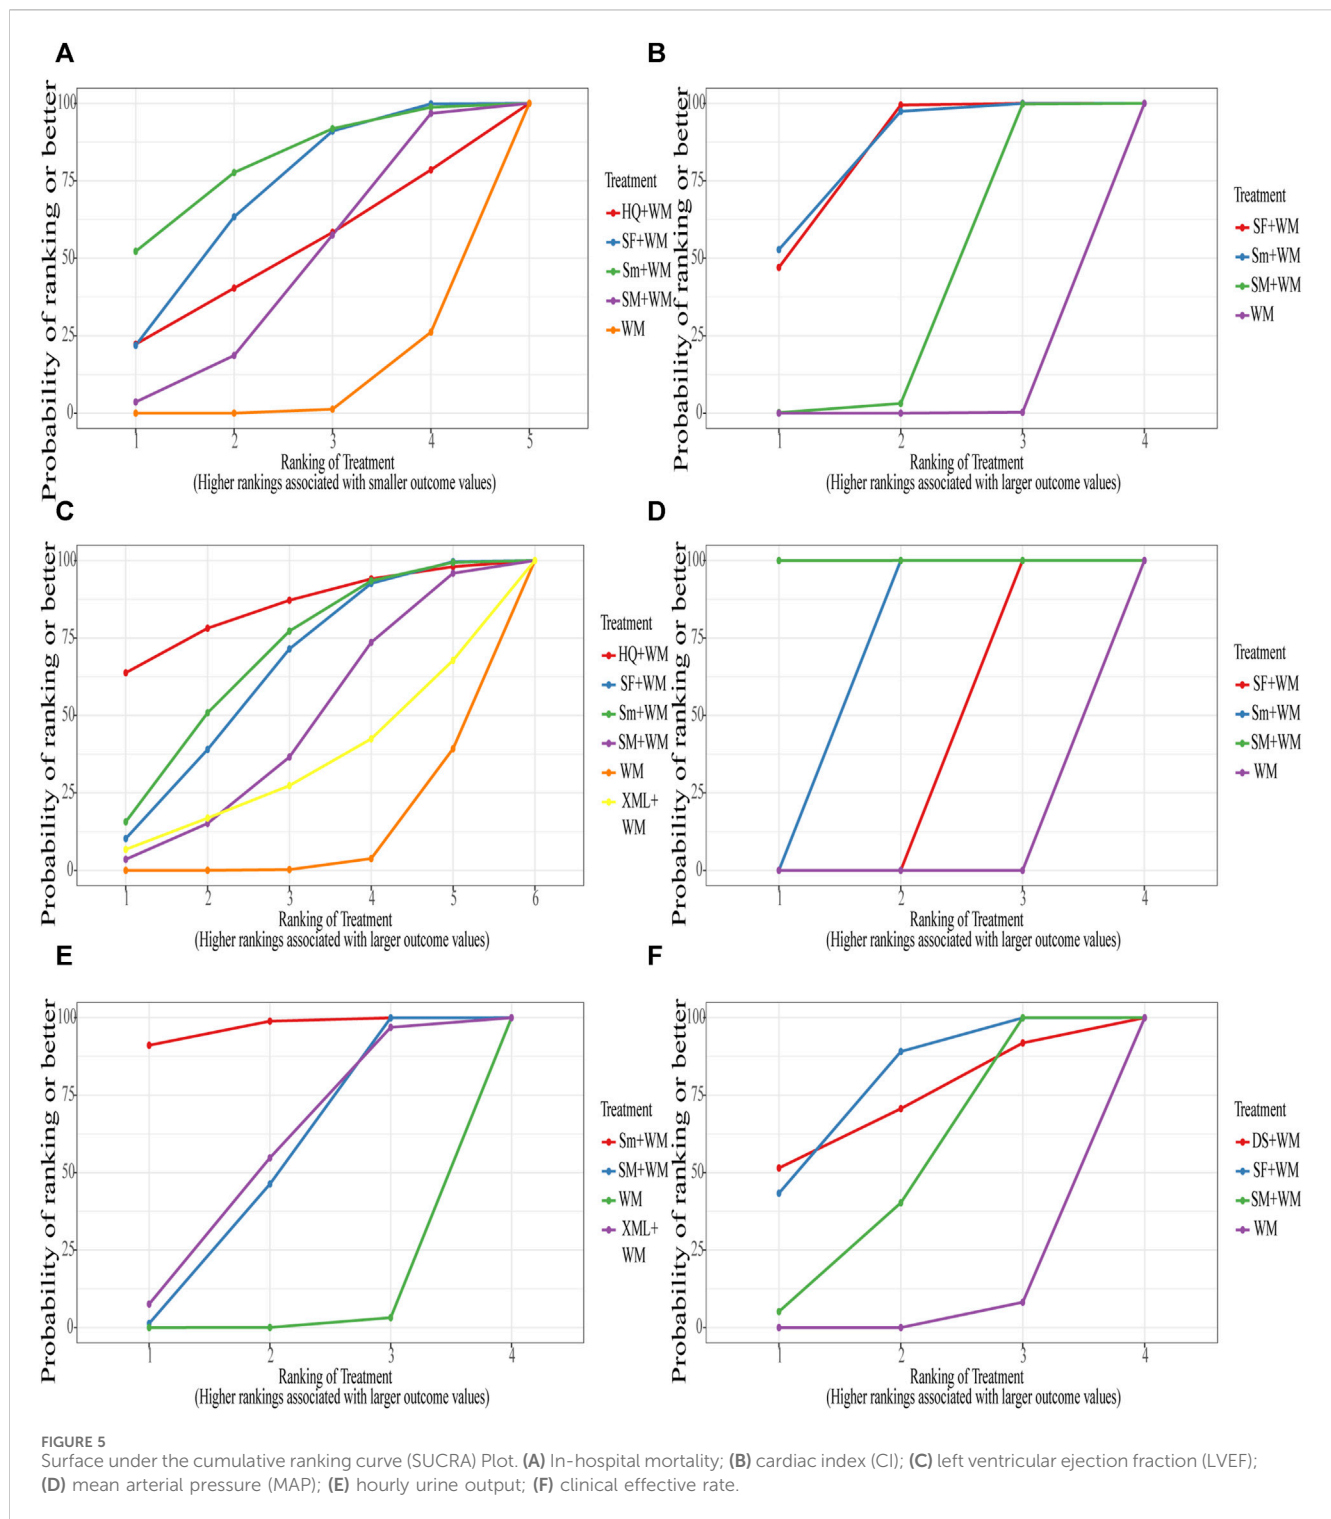 A
Probability of ranking or better
100
75
50
25
0
1 2 3 4 5
Ranking of Treatment
(Higher rankings associated with smaller outcome values)
Treatment
HQ+WM
SF+WM
Sm+WM
SM+WM
WM
B
Probability of ranking or better
100
75
50
25
0
1 2 3 4
Ranking of Treatment
(Higher rankings associated with larger outcome values)
Treatment
SF+WM
Sm+WM
SM+WM
WM
C
Probability of ranking or better
100
75
50
25
0
1 2 3 4 5 6
Ranking of Treatment
(Higher rankings associated with larger outcome values)
Treatment
HQ+WM
SF+WM
Sm+WM
SM+WM
WM
XML+
WM
D
Probability of ranking or better
100
75
50
25
0
1 2 3 4
Ranking of Treatment
(Higher rankings associated with larger outcome values)
Treatment
SF+WM
Sm+WM
SM+WM
WM
E
Probability of ranking or better
100
75
50
25
0
1 2 3 4
Ranking of Treatment
(Higher rankings associated with larger outcome values)
Treatment
Sm+WM
SM+WM
WM
XML+
WM
F
Probability of ranking or better
100
75
50
25
0
1 2 3 4
Ranking of Treatment
(Higher rankings associated with larger outcome values)
Treatment
DS+WM
SF+WM
SM+WM
WM
FIGURE 5
Surface under the cumulative ranking curve (SUCRA) Plot. (A) In-hospital mortality; (B) cardiac index (CI); (C) left ventricular ejection fraction (LVEF);
(D) mean arterial pressure (MAP); (E) hourly urine output; (F) clinical effective rate.